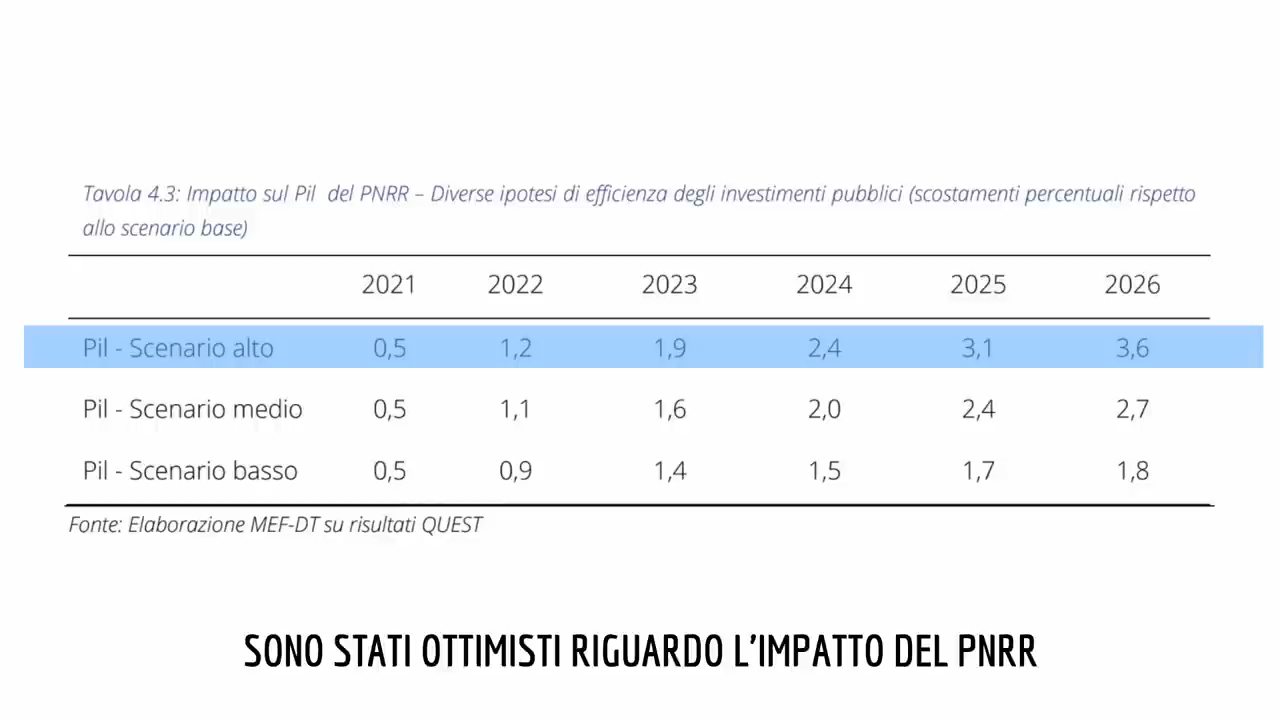 Tavola 4.3: Impatto sul Pil del PNRR – Diverse ipotesi di efficienza degli investimenti pubblici (scostamenti percentuali rispetto
allo scenario base)
2021 2022 2023 2024 2025 2026
Pil - Scenario alto 0,5 1,2 1,9 2,4 3,1 3,6
Pil - Scenario medio 0,5 1,1 1,6 2,0 2,4 2,7
Pil - Scenario basso 0,5 0,9 1,4 1,5 1,7 1,8
Fonte: Elaborazione MEF-DT su risultati QUEST
SONO STATI OTTIMISTI RIGUARDO L'IMPATTO DEL PNRR